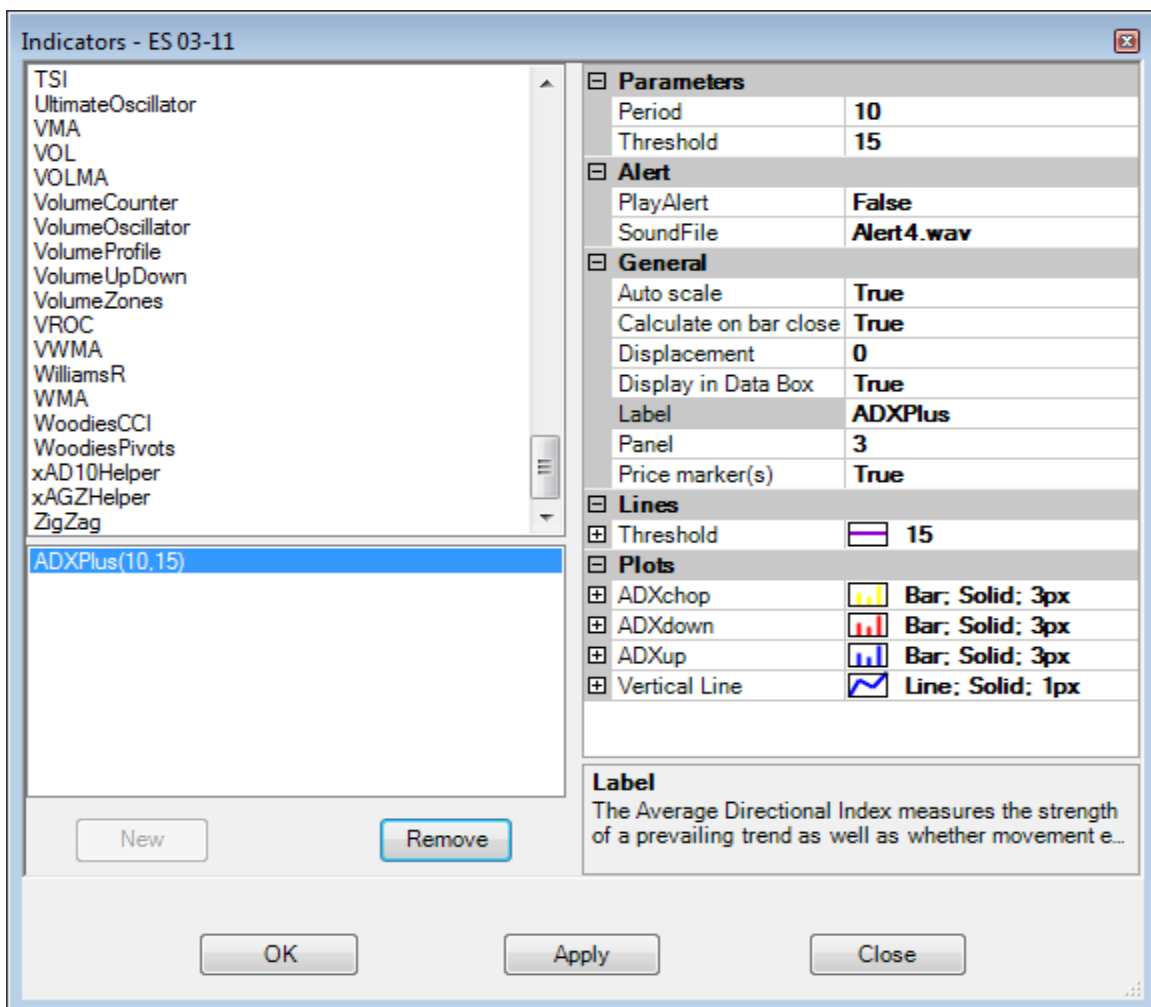 Indicators - ES 03-11
TSI
UltimateOscillator
VMA
VOL
VOLMA
VolumeCounter
VolumeOscillator
VolumeProfile
VolumeUpDown
VolumeZones
VROC
VWMA
WilliamsR
WMA
WoodiesCCI
WoodiesPivots
xAD10Helper
xAGZHelper
ZigZag
ADXPlus(10,15)
New Remove
Parameters
Period 10
Threshold 15
Alert
PlayAlert False
SoundFile Alert4.wav
General
Auto scale True
Calculate on bar close True
Displacement 0
Display in Data Box True
Label ADXPlus
Panel 3
Price marker(s) True
Lines
Threshold 15
Plots
ADXchop Bar; Solid; 3px
ADXdown Bar; Solid; 3px
ADXup Bar; Solid; 3px
Vertical Line Line; Solid; 1px
Label
The Average Directional Index measures the strength
of a prevailing trend as well as whether movement e...
OK Apply Close